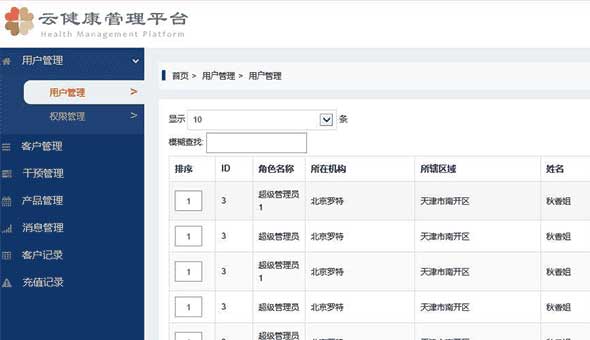 云健康管理平台
Health Management Platform
用户管理
用户管理 >
权限管理 >
客户管理
干预管理
产品管理
消息管理
客户记录
充值记录
首页 > 用户管理 > 用户管理
显示 10 条
模糊查找:
排序 ID 角色名称 所在机构 所辖区域 姓名
1 3 超级管理员1 北京罗特 天津市南开区 秋香姐
1 3 超级管理员 北京罗特 天津市南开区 秋香姐
1 3 超级管理员1 北京罗特 天津市南开区 秋香姐
1 3 超级管理员 北京罗特 天津市南开区 秋香姐
超级管理员